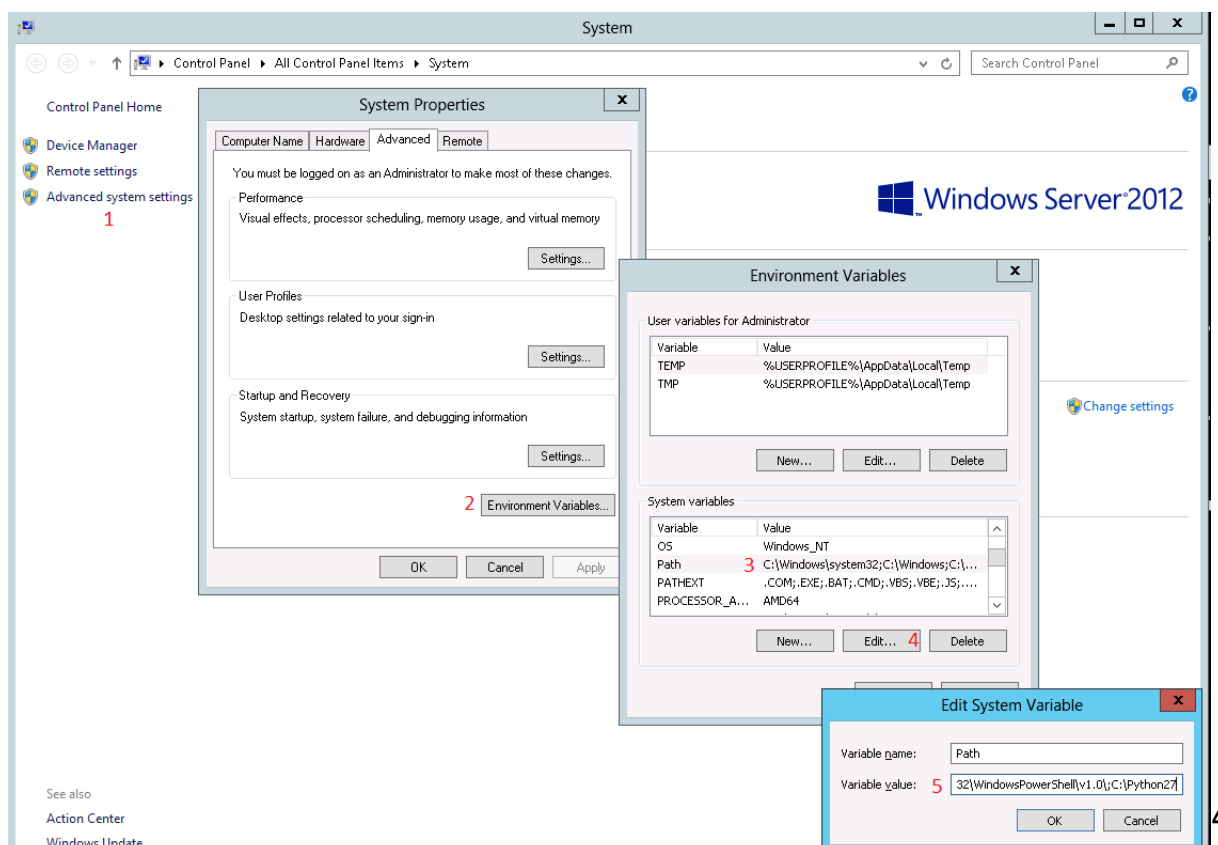 System
Control Panel ▸ All Control Panel Items ▸ System
Search Control Panel
Control Panel Home
Device Manager
Remote settings
Advanced system settings
1
System Properties
Computer Name Hardware Advanced Remote
You must be logged on as an Administrator to make most of these changes.
Performance
Visual effects, processor scheduling, memory usage, and virtual memory
Settings...
User Profiles
Desktop settings related to your sign-in
Settings...
Startup and Recovery
System startup, system failure, and debugging information
Settings...
2 Environment Variables...
OK Cancel Apply
Windows Server 2012
Change settings
Environment Variables
User variables for Administrator
Variable Value
TEMP %USERPROFILE%\AppData\Local\Temp
TMP %USERPROFILE%\AppData\Local\Temp
New... Edit... Delete
System variables
Variable Value
OS Windows_NT
Path 3 C:\Windows\system32;C:\Windows;C:\...
PATHEXT .COM;.EXE;.BAT;.CMD;.VBS;.VBE;.JS;....
PROCESSOR_A... AMD64
New... Edit... 4 Delete
Edit System Variable
Variable name: Path
Variable value: 5 32\WindowsPowerShell\v1.0\;C:\Python27
OK Cancel
See also
Action Center
Windows Update